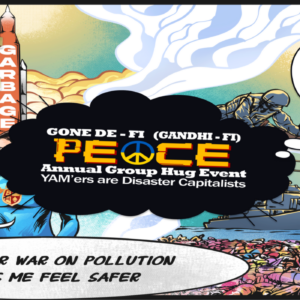 GARBAGE
GONE DE - FI (GANDHI - FI)
PEACE
Annual Group Hug Event
YAM'ers are Disaster Capitalists
R WAR ON POLLUTION
S ME FEEL SAFER